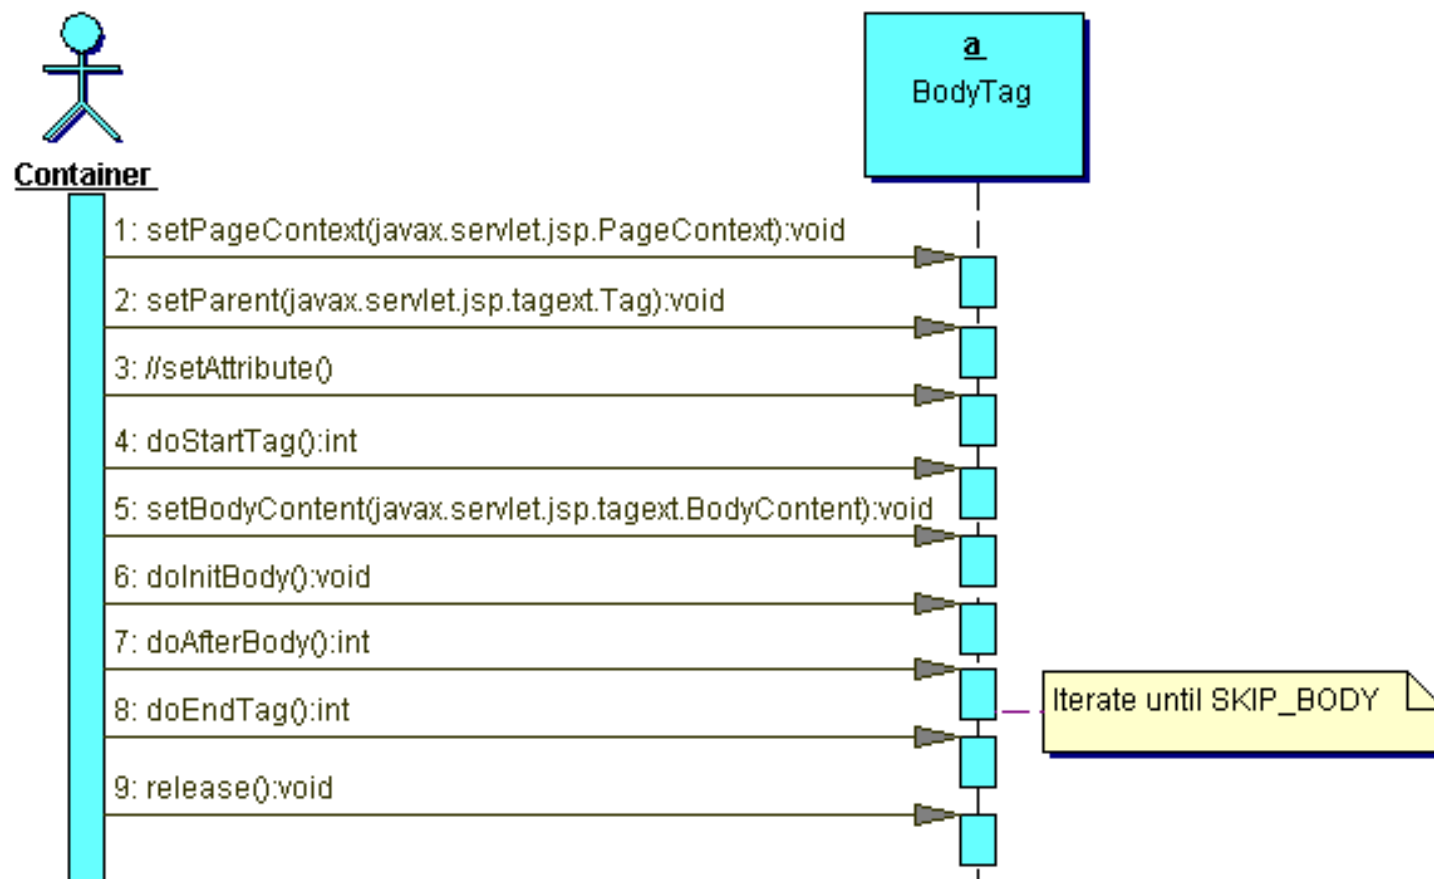 a
BodyTag
Container
1: setPageContext(javax.servlet.jsp.PageContext):void
2: setParent(javax.servlet.jsp.tagext.Tag):void
3: //setAttribute()
4: doStartTag():int
5: setBodyContent(javax.servlet.jsp.tagext.BodyContent):void
6: doInitBody():void
7: doAfterBody():int
Iterate until SKIP_BODY
8: doEndTag():int
9: release():void